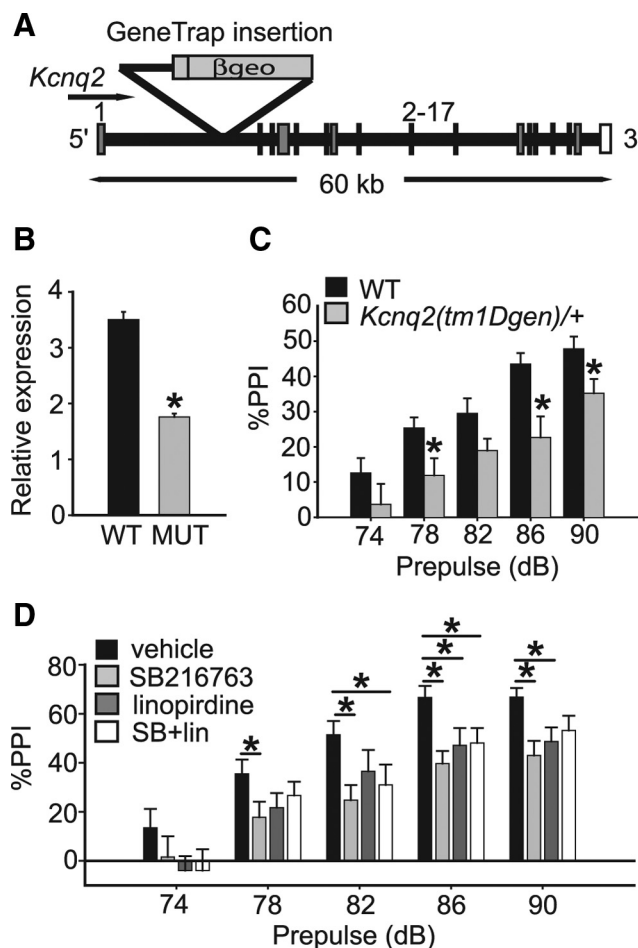 A
GeneTrap insertion
βgeo
Kcnq2
1
2-17
5'
3
60 kb
B
Relative expression
4
3
2
1
0
*
WT MUT
C
WT
Kcnq2(tm1Dgen)/+
%PPI
60
50
40
30
20
10
0
* * *
74 78 82 86 90
Prepulse (dB)
D
vehicle
SB216763
linopirdine
SB+lin
%PPI
80
60
40
20
0
*
* *
* * *
* *
74 78 82 86 90
Prepulse (dB)